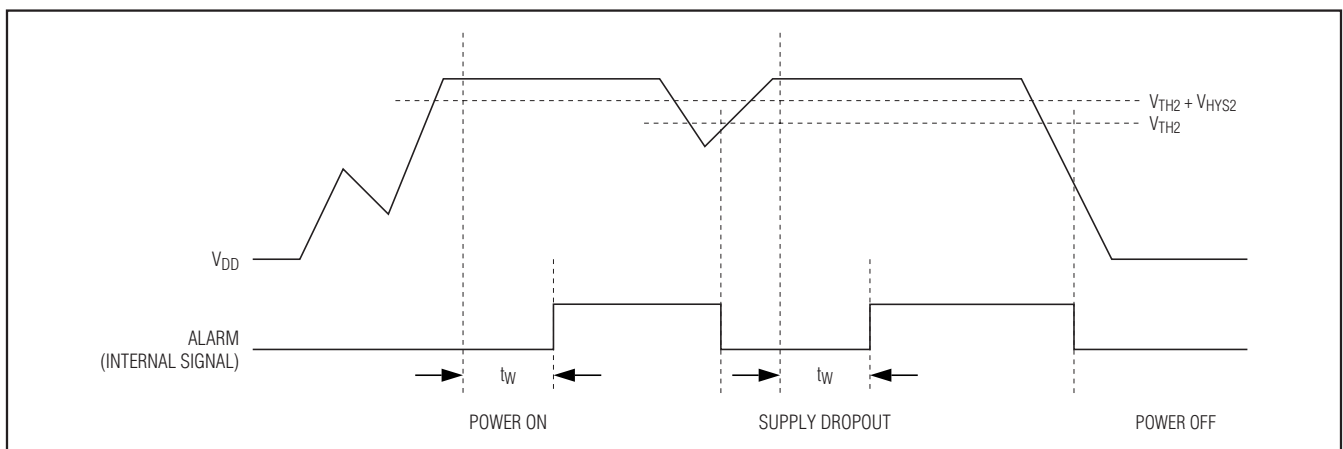 VTH2 + VHYS2
VTH2
VDD
ALARM
(INTERNAL SIGNAL)
tW
tW
POWER ON
SUPPLY DROPOUT
POWER OFF